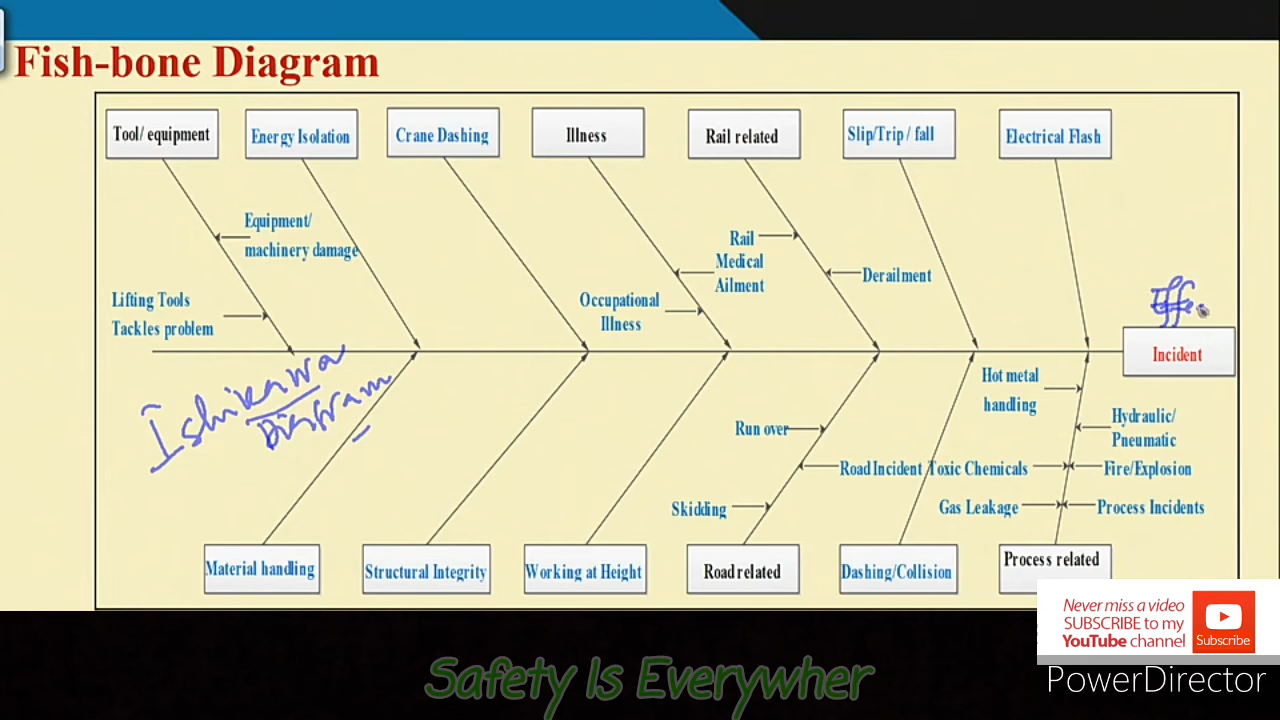 Fish-bone Diagram
Tool/ equipment
Energy Isolation
Crane Dashing
Illness
Rail related
Slip/Trip / fall
Electrical Flash
Equipment/
machinery damage
Lifting Tools
Tackles problem
Occupational
Illness
Rail
Medical
Ailment
Derailment
Effe
Incident
Ishikawa
Diagram
Hot metal
handling
Hydraulic/
Pneumatic
Run over
Road Incident
Toxic Chemicals
Fire/Explosion
Skidding
Gas Leakage
Process Incidents
Material handling
Structural Integrity
Working at Height
Road related
Dashing/Collision
Process related
Never miss a video
SUBSCRIBE to my
YouTube channel
Subscribe
Safety Is Everywher
PowerDirector